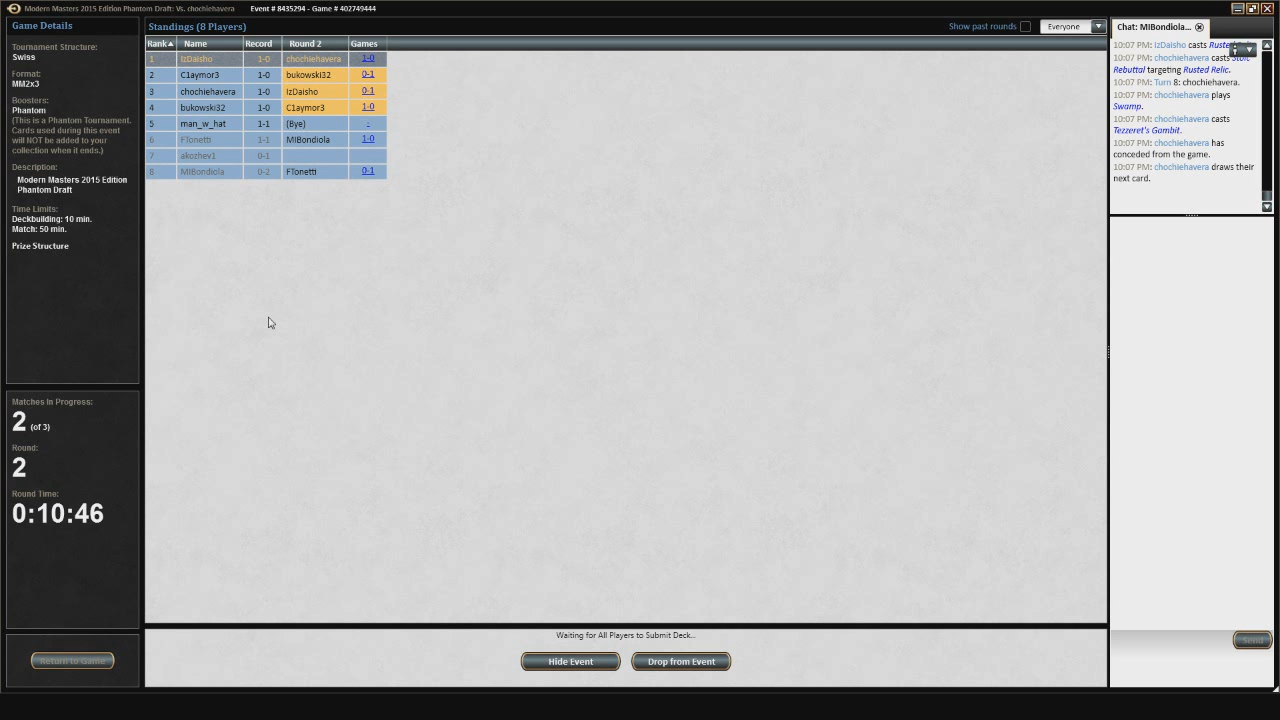 Modern Masters 2015 Edition Phantom Draft: Vs. chochiehavera Event # 8435294 - Game # 402749444
Game Details
Tournament Structure:
Swiss
Format:
MM2x3
Boosters:
Phantom
(This is a Phantom Tournament.
Cards used during this event
will NOT be added to your
collection when it ends.)
Description:
Modern Masters 2015 Edition
Phantom Draft
Time Limits:
Deckbuilding: 10 min.
Match: 50 min.
Prize Structure
Matches In Progress:
2 (of 3)
Round:
2
Round Time:
0:10:46
Return to Game
Standings (8 Players) Show past rounds Everyone
Rank Name Record Round 2 Games
1 IzDaisho 1-0 chochiehavera 1-0
2 C1aymor3 1-0 bukowski32 0-1
3 chochiehavera 1-0 IzDaisho 0-1
4 bukowski32 1-0 C1aymor3 1-0
5 man_w_hat 1-1 (Bye) -
6 FTonetti 1-1 MIBondiola 1-0
7 akozhev1 0-1
8 MIBondiola 0-2 FTonetti 0-1
Waiting for All Players to Submit Deck...
Hide Event Drop from Event
Chat: MIBondiola...
10:07 PM: IzDaisho casts Rusted
10:07 PM: chochiehavera casts Stoic
Rebuttal targeting Rusted Relic.
10:07 PM: Turn 8: chochiehavera.
10:07 PM: chochiehavera plays
Swamp.
10:07 PM: chochiehavera casts
Tezzeret's Gambit.
10:07 PM: chochiehavera has
conceded from the game.
10:07 PM: chochiehavera draws their
next card.
Send